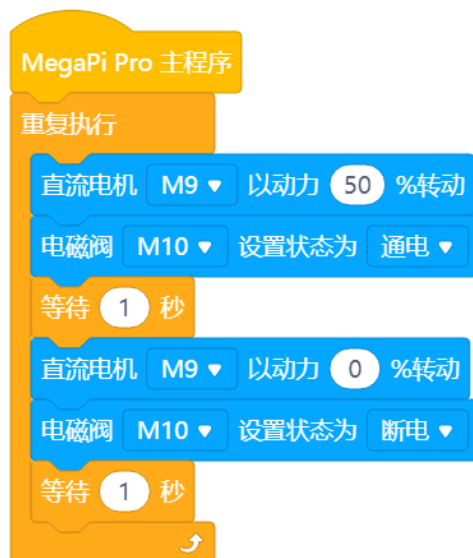 MegaPi Pro 主程序
重复执行
直流电机 M9 以动力 50 %转动
电磁阀 M10 设置状态为 通电
等待 1 秒
直流电机 M9 以动力 0 %转动
电磁阀 M10 设置状态为 断电
等待 1 秒